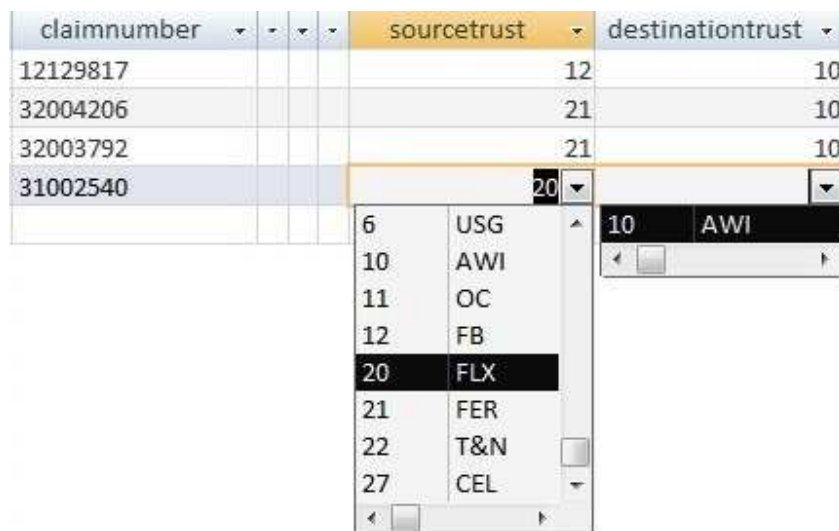 claimnumber sourcetrust destinationtrust
12129817 12 10
32004206 21 10
32003792 21 10
31002540 20
6 USG 10 AWI
10 AWI
11 OC
12 FB
20 FLX
21 FER
22 T&N
27 CEL